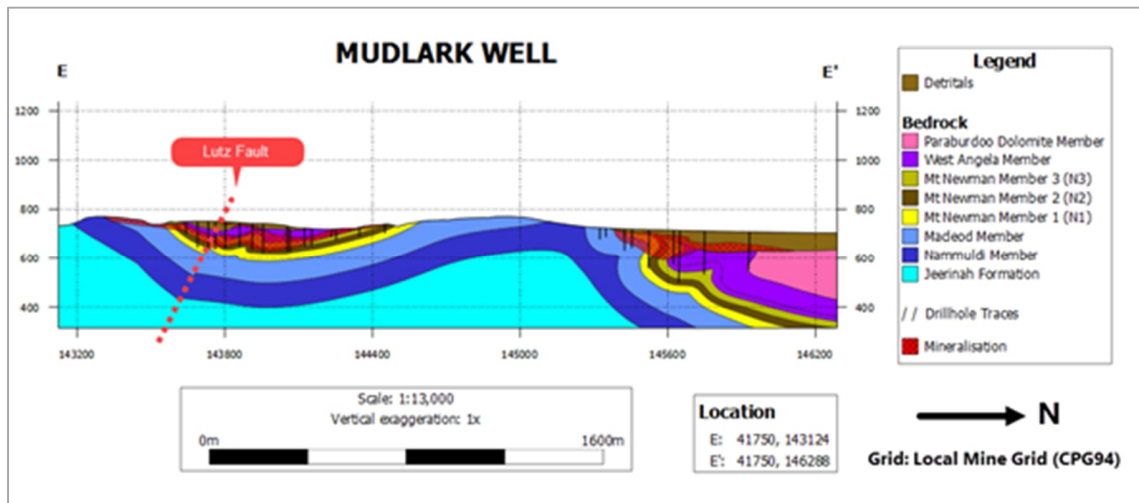 MUDLARK WELL
E
E'
1200
1000
800
600
400
1200
1000
800
600
400
Lutz Fault
143200
143800
144400
145000
145600
146200
Legend
Detritals
Bedrock
Paraburdoo Dolomite Member
West Angela Member
Mt Newman Member 3 (N3)
Mt Newman Member 2 (N2)
Mt Newman Member 1 (N1)
Macleod Member
Nammuldi Member
Jeerinah Formation
// Drillhole Traces
Mineralisation
Scale: 1:13,000
Vertical exaggeration: 1x
0m 1600m
Location
E: 41750, 143124
E': 41750, 146288
N
Grid: Local Mine Grid (CPG94)